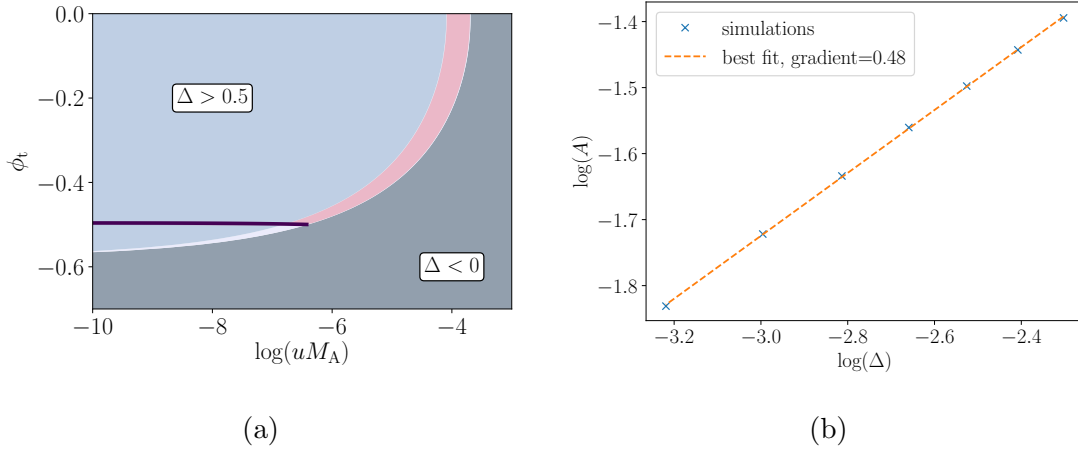 0.0
−0.2
−0.4
−0.6
ϕt
Δ > 0.5
Δ < 0
−10
−8
−6
−4
log(uMA)
(a)
−1.4
−1.5
−1.6
−1.7
−1.8
log(A)
simulations
best fit, gradient=0.48
−3.2
−3.0
−2.8
−2.6
−2.4
log(Δ)
(b)